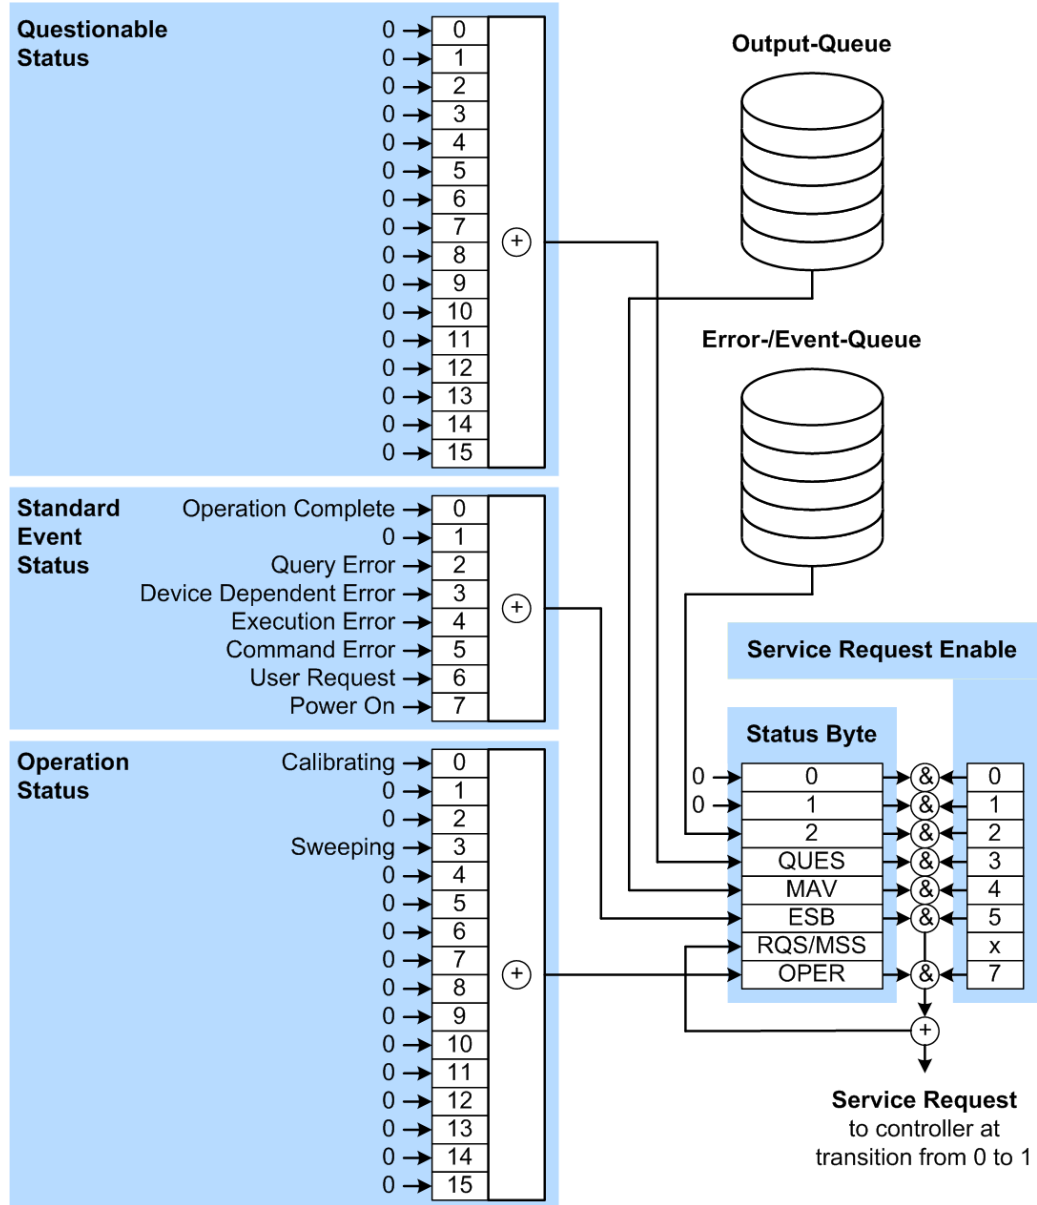 Questionable
Status
0 0
0 1
0 2
0 3
0 4
0 5
0 6
0 7
0 8
0 9
0 10
0 11
0 12
0 13
0 14
0 15
+
Output-Queue
Error-/Event-Queue
Standard
Event
Status
Operation Complete 0
0 1
Query Error 2
Device Dependent Error 3
Execution Error 4
Command Error 5
User Request 6
Power On 7
+
Operation
Status
Calibrating 0
0 1
0 2
Sweeping 3
0 4
0 5
0 6
0 7
0 8
0 9
0 10
0 11
0 12
0 13
0 14
0 15
+
Service Request Enable
Status Byte
0 0 & 0
0 1 & 1
2 & 2
QUES & 3
MAV & 4
ESB & 5
RQS/MSS x
OPER & 7
+
Service Request
to controller at
transition from 0 to 1